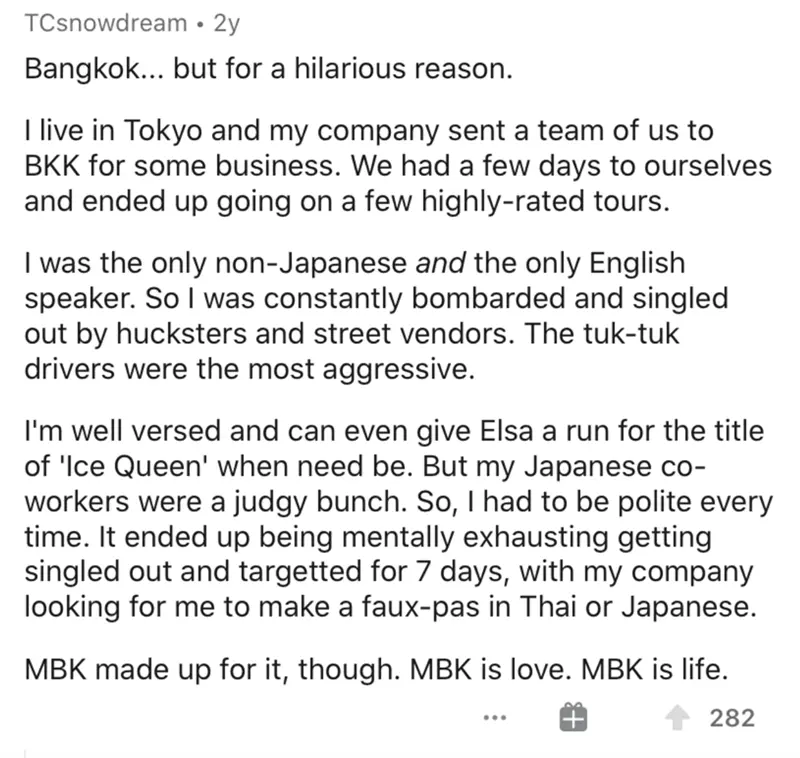 TCsnowdream • 2y
Bangkok... but for a hilarious reason.
I live in Tokyo and my company sent a team of us to
BKK for some business. We had a few days to ourselves
and ended up going on a few highly-rated tours.
I was the only non-Japanese and the only English
speaker. So I was constantly bombarded and singled
out by hucksters and street vendors. The tuk-tuk
drivers were the most aggressive.
I'm well versed and can even give Elsa a run for the title
of 'Ice Queen' when need be. But my Japanese co-
workers were a judgy bunch. So, I had to be polite every
time. It ended up being mentally exhausting getting
singled out and targetted for 7 days, with my company
looking for me to make a faux-pas in Thai or Japanese.
MBK made up for it, though. MBK is love. MBK is life.
... 282